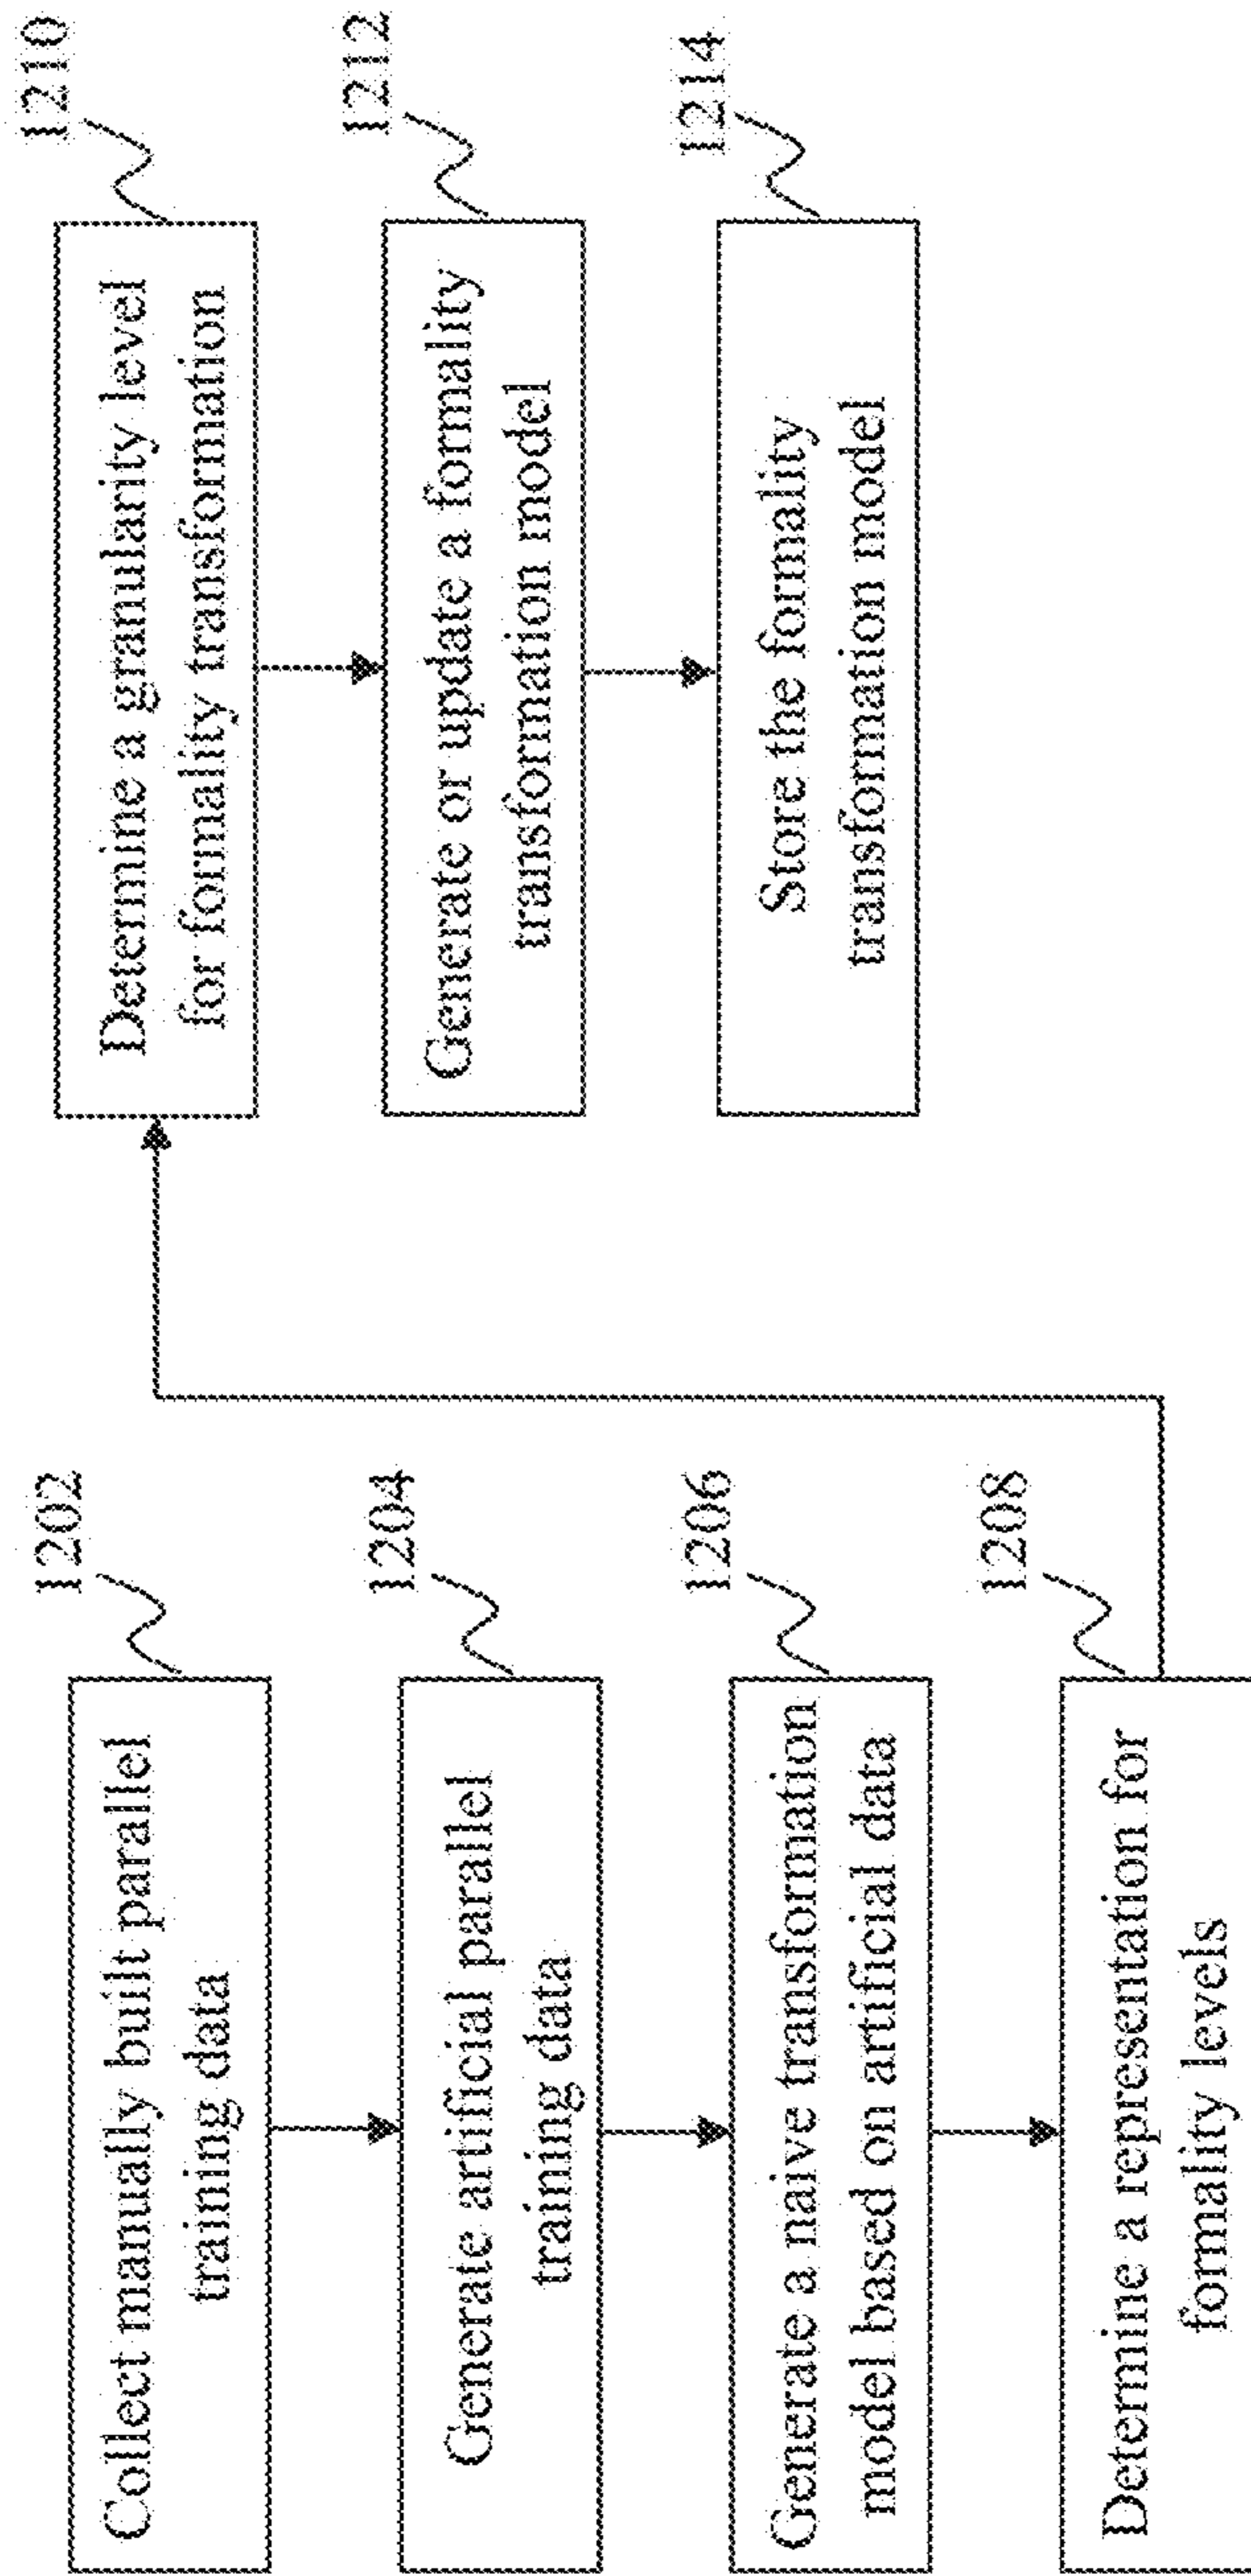 Collect manually built parallel
training data
1202
Generate artificial parallel
training data
1204
Generate a naive transformation
model based on artificial data
1206
Determine a representation for
formality levels
1208
Determine a granularity level
for formality transformation
1210
Generate or update a formality
transformation model
1212
Store the formality
transformation model
1214